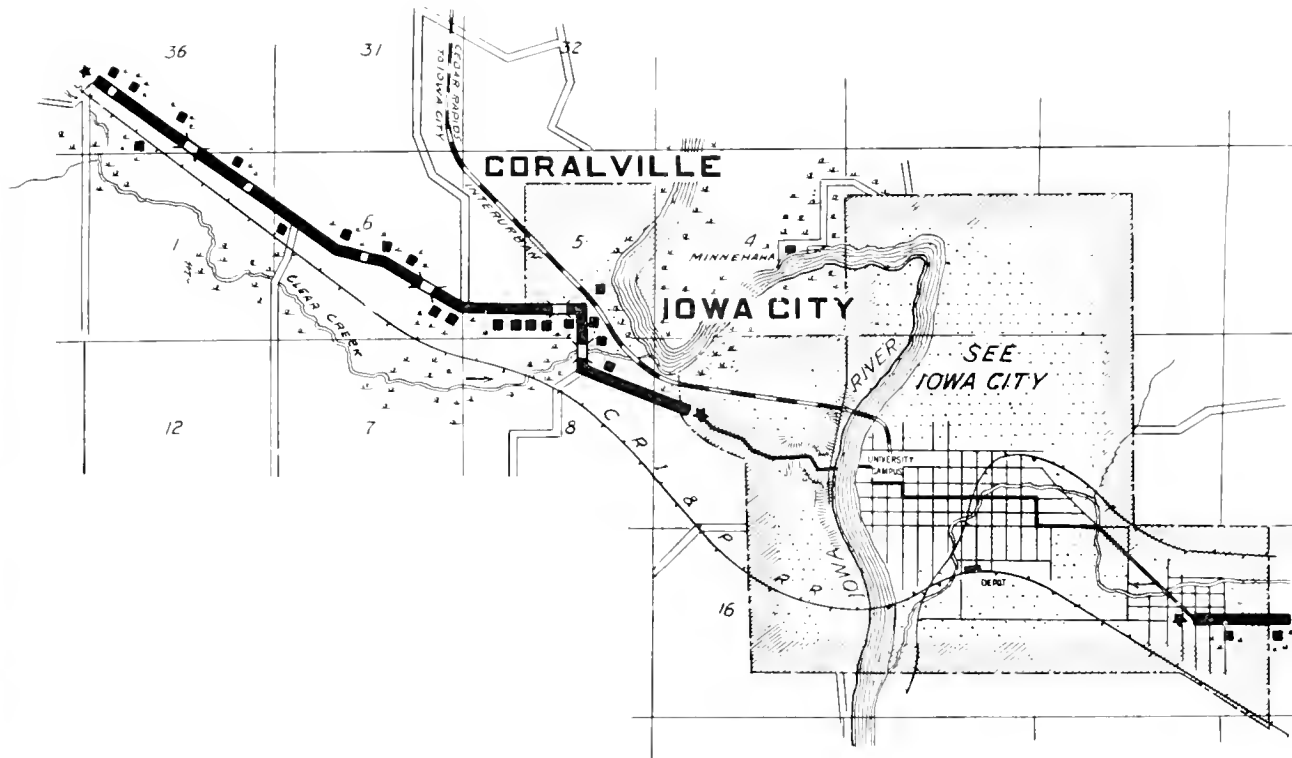 36
31
32
CEDAR RAPIDS
TO IOWA CITY
CORALVILLE
INTERURBAN
6
5
4
1
MINNEHAHA
CLEAR CREEK
IOWA CITY
SEE
IOWA CITY
RIVER
12
7
8
C R I & P R R
UNIVERSITY
CAMPUS
IOWA
DEPOT
16